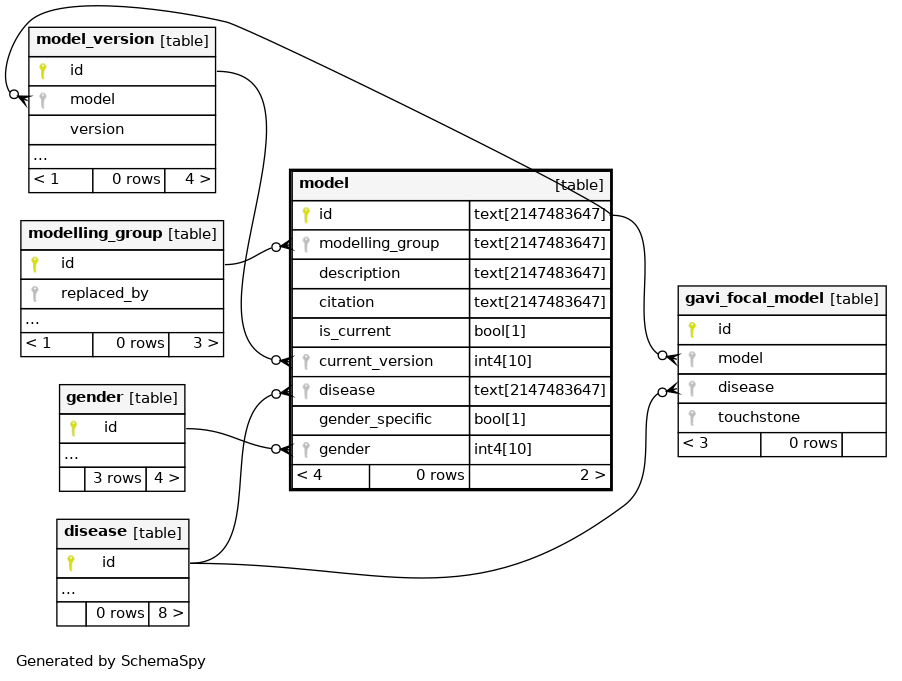 model_version [table]
id
model
version
...
< 1 0 rows 4 >
modelling_group [table]
id
replaced_by
...
< 1 0 rows 3 >
gender [table]
id
...
3 rows 4 >
disease [table]
id
...
0 rows 8 >
model [table]
id text[2147483647]
modelling_group text[2147483647]
description text[2147483647]
citation text[2147483647]
is_current bool[1]
current_version int4[10]
disease text[2147483647]
gender_specific bool[1]
gender int4[10]
< 4 0 rows 2 >
gavi_focal_model [table]
id
model
disease
touchstone
< 3 0 rows
Generated by SchemaSpy